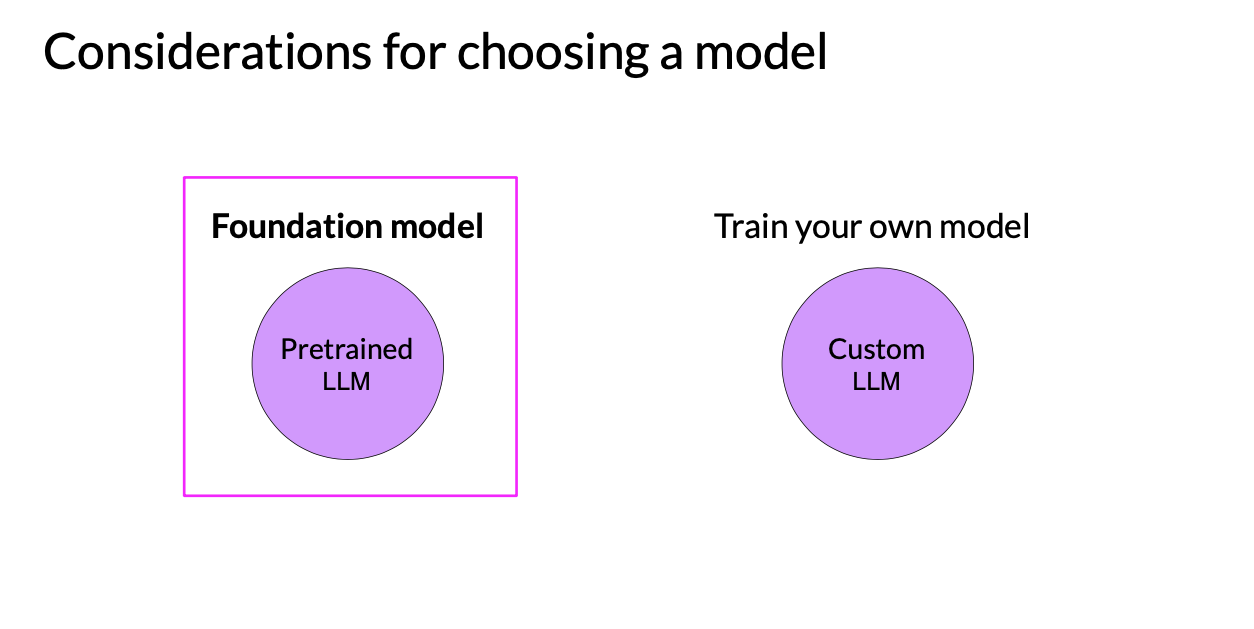 Considerations for choosing a model
Foundation model
Pretrained
LLM
Train your own model
Custom
LLM